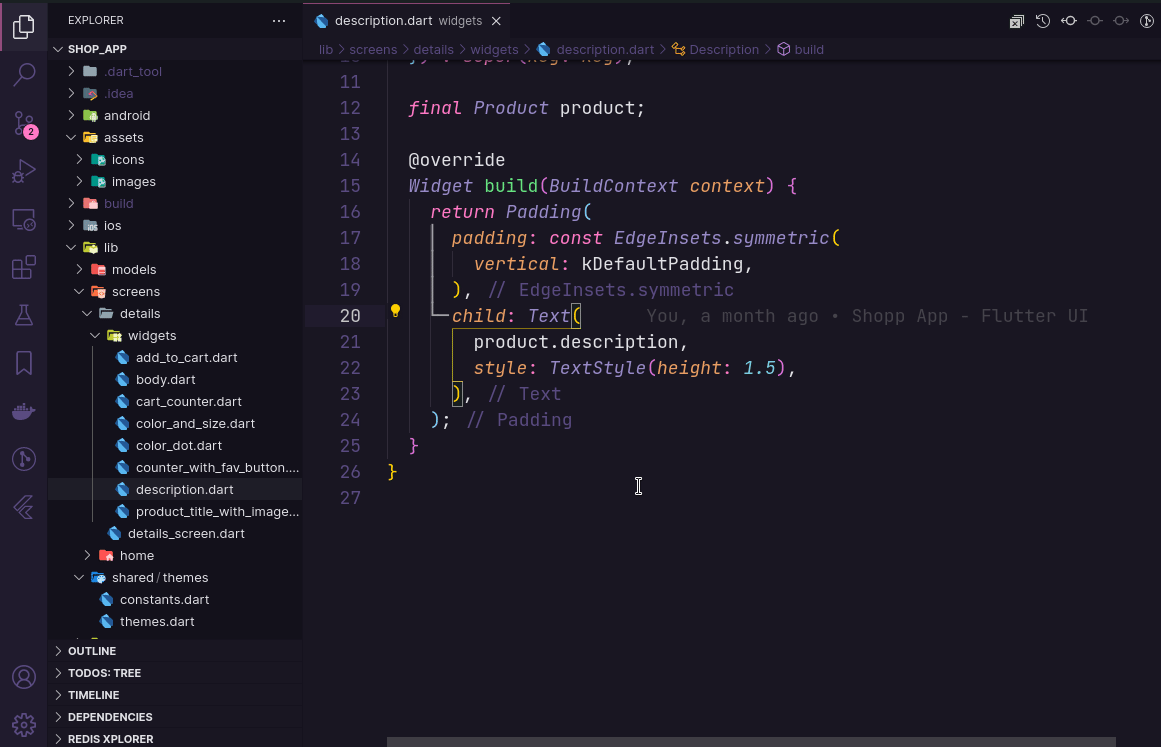 EXPLORER
SHOP_APP
.dart_tool
.idea
android
assets
icons
images
build
ios
lib
models
screens
details
widgets
add_to_cart.dart
body.dart
cart_counter.dart
color_and_size.dart
color_dot.dart
counter_with_fav_button....
description.dart
product_title_with_image...
details_screen.dart
home
shared / themes
constants.dart
themes.dart
OUTLINE
TODOS: TREE
TIMELINE
DEPENDENCIES
REDIS XPLORER
2
description.dart widgets
lib > screens > details > widgets > description.dart > Description > build
11
12 final Product product;
13
14 @override
15 Widget build(BuildContext context) {
16 return Padding(
17 padding: const EdgeInsets.symmetric(
18 vertical: kDefaultPadding,
19 ), // EdgeInsets.symmetric
20 child: Text( You, a month ago • Shopp App - Flutter UI
21 product.description,
22 style: TextStyle(height: 1.5),
23 ), // Text
24 ); // Padding
25 }
26 }
27